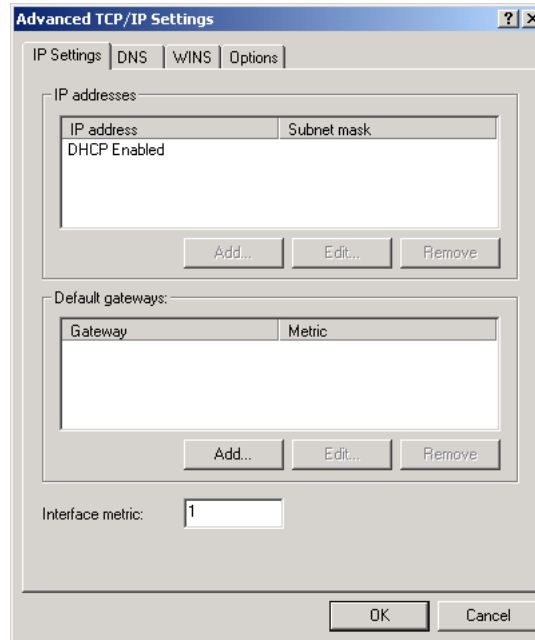 Advanced TCP/IP Settings
IP Settings DNS WINS Options
IP addresses
IP address Subnet mask
DHCP Enabled
Add... Edit... Remove
Default gateways:
Gateway Metric
Add... Edit... Remove
Interface metric: 1
OK Cancel